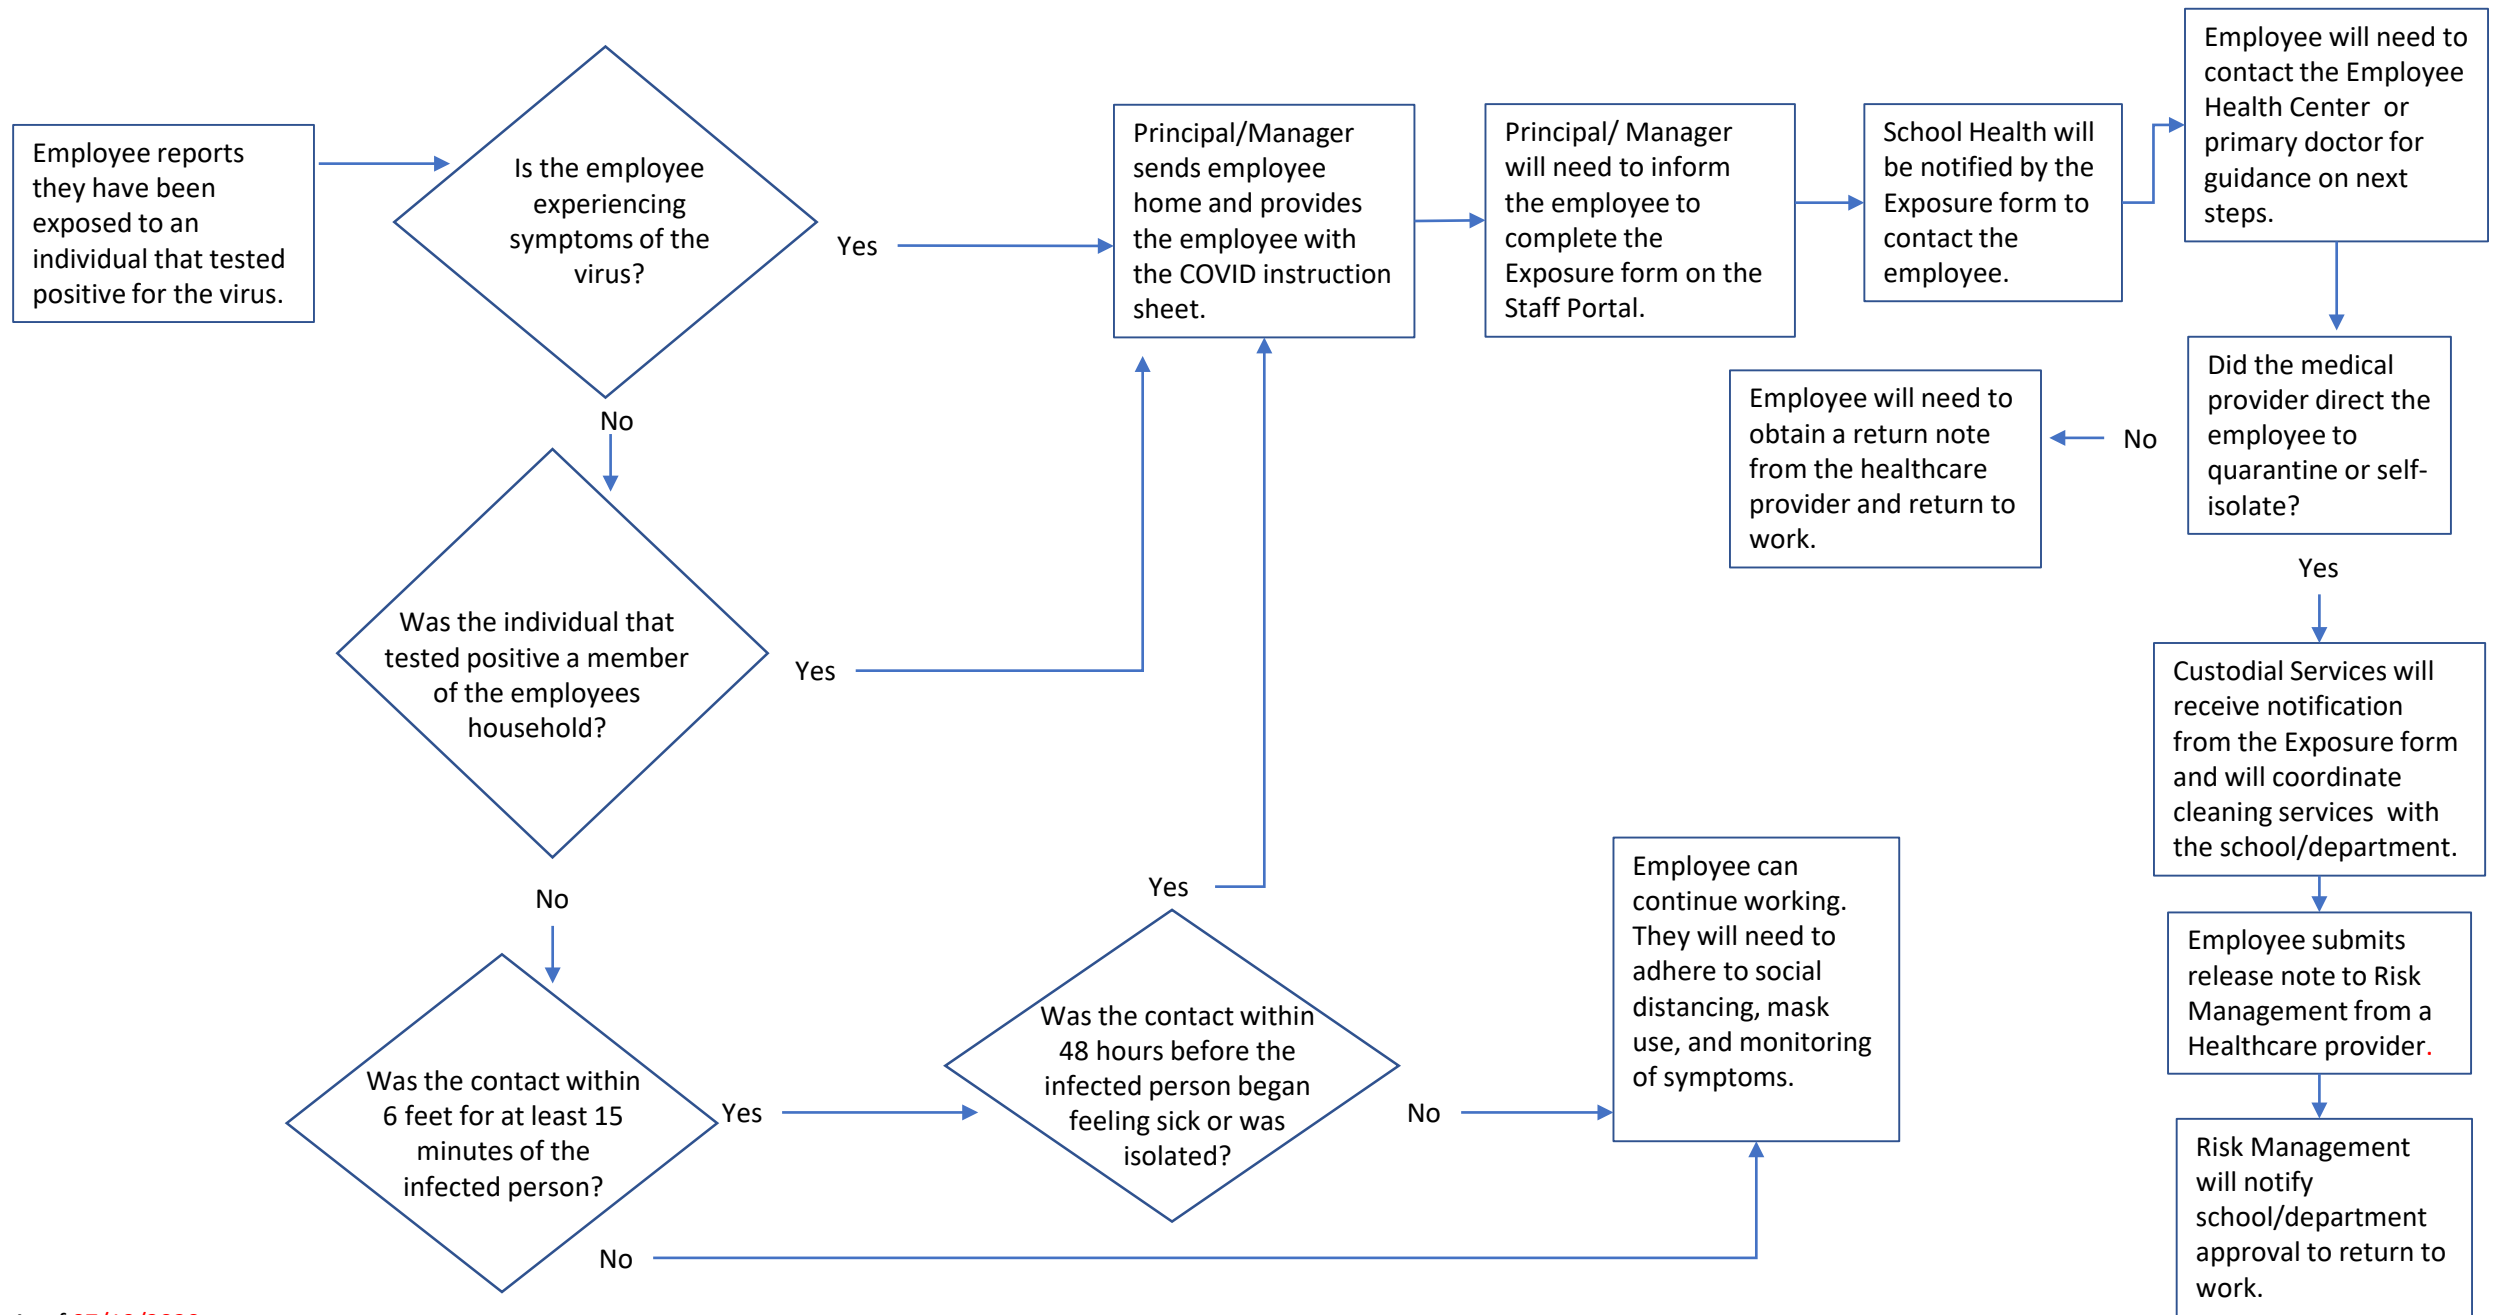 Employee reports
they have been
exposed to an
individual that tested
positive for the virus.
Is the employee
experiencing
symptoms of the
virus?
Yes
No
Principal/Manager
sends employee
home and provides
the employee with
the COVID instruction
sheet.
Principal/ Manager
will need to inform
the employee to
complete the
Exposure form on the
Staff Portal.
School Health will
be notified by the
Exposure form to
contact the
employee.
Employee will need to
contact the Employee
Health Center or
primary doctor for
guidance on next
steps.
Did the medical
provider direct the
employee to
quarantine or self-
isolate?
No
Employee will need to
obtain a return note
from the healthcare
provider and return to
work.
Yes
Custodial Services will
receive notification
from the Exposure form
and will coordinate
cleaning services with
the school/department.
Employee submits
release note to Risk
Management from a
Healthcare provider.
Risk Management
will notify
school/department
approval to return to
work.
Was the individual that
tested positive a member
of the employees
household?
Yes
No
Was the contact within
6 feet for at least 15
minutes of the
infected person?
Yes
No
Was the contact within
48 hours before the
infected person began
feeling sick or was
isolated?
Yes
No
Employee can
continue working.
They will need to
adhere to social
distancing, mask
use, and monitoring
of symptoms.